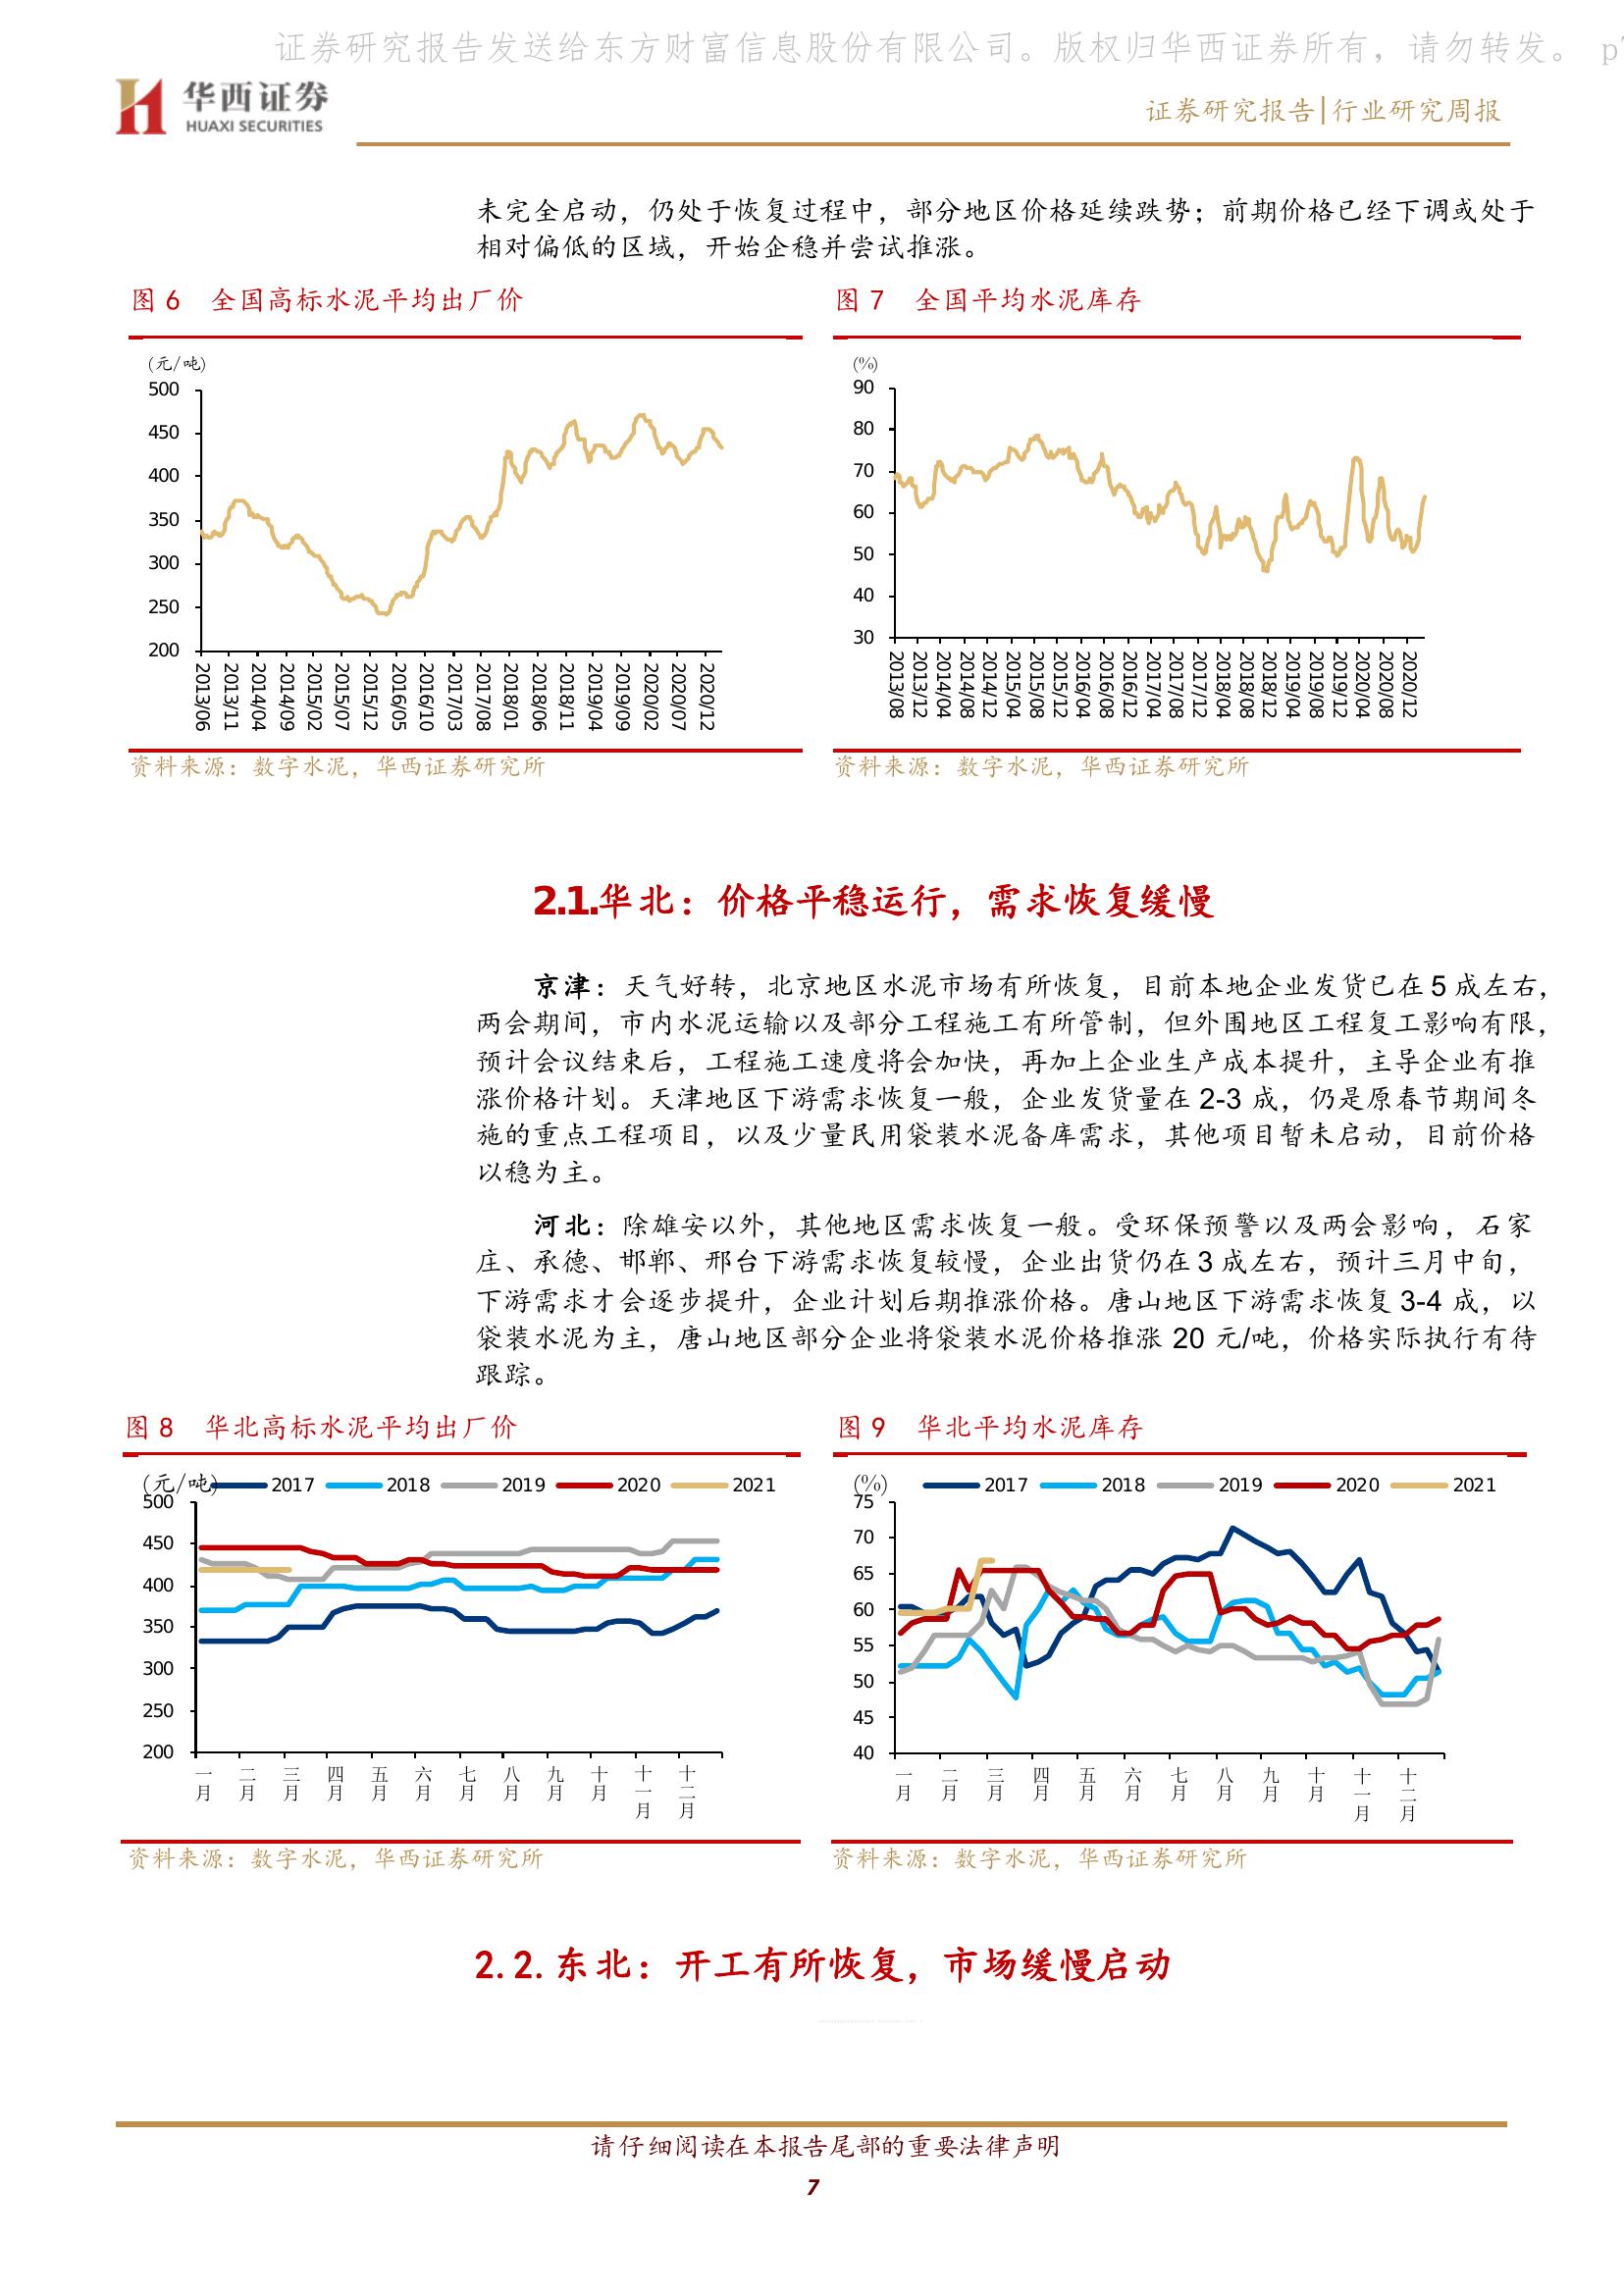 证券研究报告发送给东方财富信息股份有限公司。版权归华西证券所有，请勿转发。 p7
华西证券
HUAXI SECURITIES
证券研究报告|行业研究周报
未完全启动，仍处于恢复过程中，部分地区价格延续跌势；前期价格已经下调或处于
相对偏低的区域，开始企稳并尝试推涨。
图 6 全国高标水泥平均出厂价
(元/吨)
500
450
400
350
300
250
200
2013/06 2013/11 2014/04 2014/09 2015/02 2015/07 2015/12 2016/05 2016/10 2017/03 2017/08 2018/01 2018/06 2018/11 2019/04 2019/09 2020/02 2020/07 2020/12
资料来源：数字水泥，华西证券研究所
图 7 全国平均水泥库存
(%)
90
80
70
60
50
40
30
2013/08 2013/12 2014/04 2014/08 2014/12 2015/04 2015/08 2015/12 2016/04 2016/08 2016/12 2017/04 2017/08 2017/12 2018/04 2018/08 2018/12 2019/04 2019/08 2019/12 2020/04 2020/08 2020/12
资料来源：数字水泥，华西证券研究所
2.1.华北：价格平稳运行，需求恢复缓慢
京津：天气好转，北京地区水泥市场有所恢复，目前本地企业发货已在 5 成左右，
两会期间，市内水泥运输以及部分工程施工有所管制，但外围地区工程复工影响有限，
预计会议结束后，工程施工速度将会加快，再加上企业生产成本提升，主导企业有推
涨价格计划。天津地区下游需求恢复一般，企业发货量在 2-3 成，仍是原春节期间冬
施的重点工程项目，以及少量民用袋装水泥备库需求，其他项目暂未启动，目前价格
以稳为主。
河北：除雄安以外，其他地区需求恢复一般。受环保预警以及两会影响，石家
庄、承德、邯郸、邢台下游需求恢复较慢，企业出货仍在 3 成左右，预计三月中旬，
下游需求才会逐步提升，企业计划后期推涨价格。唐山地区下游需求恢复 3-4 成，以
袋装水泥为主，唐山地区部分企业将袋装水泥价格推涨 20 元/吨，价格实际执行有待
跟踪。
图 8 华北高标水泥平均出厂价
(元/吨) 2017 2018 2019 2020 2021
500
450
400
350
300
250
200
一月 二月 三月 四月 五月 六月 七月 八月 九月 十月 十一月 十二月
资料来源：数字水泥，华西证券研究所
图 9 华北平均水泥库存
(%) 2017 2018 2019 2020 2021
75
70
65
60
55
50
45
40
一月 二月 三月 四月 五月 六月 七月 八月 九月 十月 十一月 十二月
资料来源：数字水泥，华西证券研究所
2.2.东北：开工有所恢复，市场缓慢启动
请仔细阅读在本报告尾部的重要法律声明
7